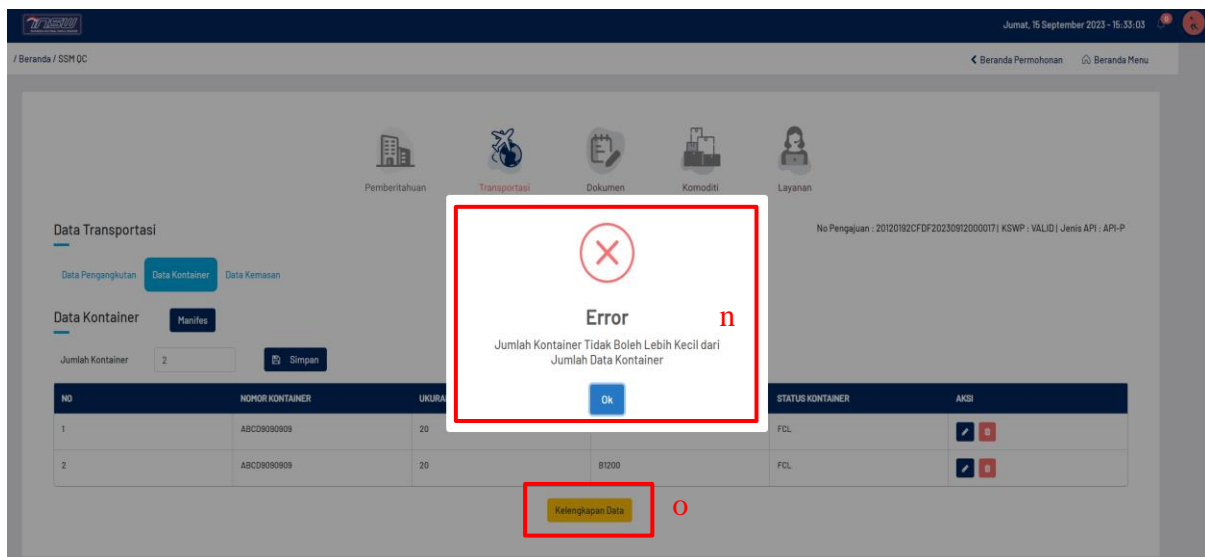 Jumat, 15 September 2023 - 15:33:03
/ Beranda / SSM QC
Beranda Permohonan
Beranda Menu
Pemberitahuan
Transportasi
Dokumen
Komoditi
Layanan
Data Transportasi
No Pengajuan : 20120192CFDF20230912000017 | KSWP : VALID | Jenis API : API-P
Data Pengangkutan
Data Kontainer
Data Kemasan
Data Kontainer
Manifes
Jumlah Kontainer
2
Simpan
Error
n
Jumlah Kontainer Tidak Boleh Lebih Kecil dari
Jumlah Data Kontainer
Ok
NO NOMOR KONTAINER STATUS KONTAINER AKSI
1 ABCD9090909 20 FCL
2 ABCD9090909 20 B1200 FCL
Kelengkapan Data
o